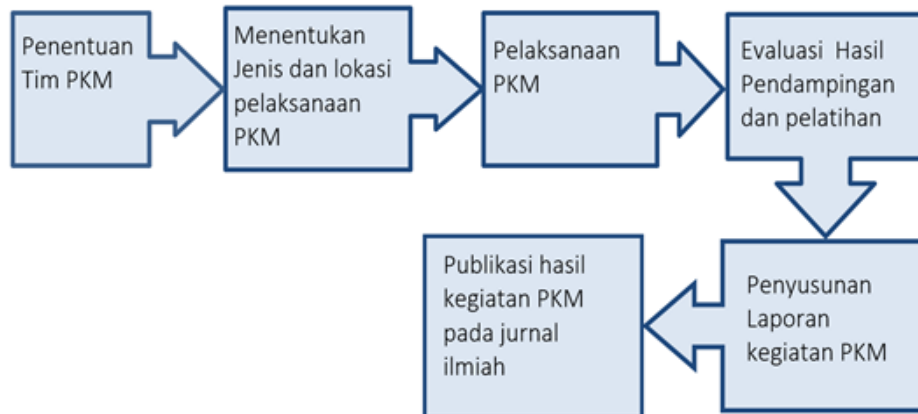 Penentuan
Tim PKM
Menentukan
Jenis dan lokasi
pelaksanaan
PKM
Pelaksanaan
PKM
Evaluasi Hasil
Pendampingan
dan pelatihan
Penyusunan
Laporan
kegiatan PKM
Publikasi hasil
kegiatan PKM
pada jurnal
ilmiah